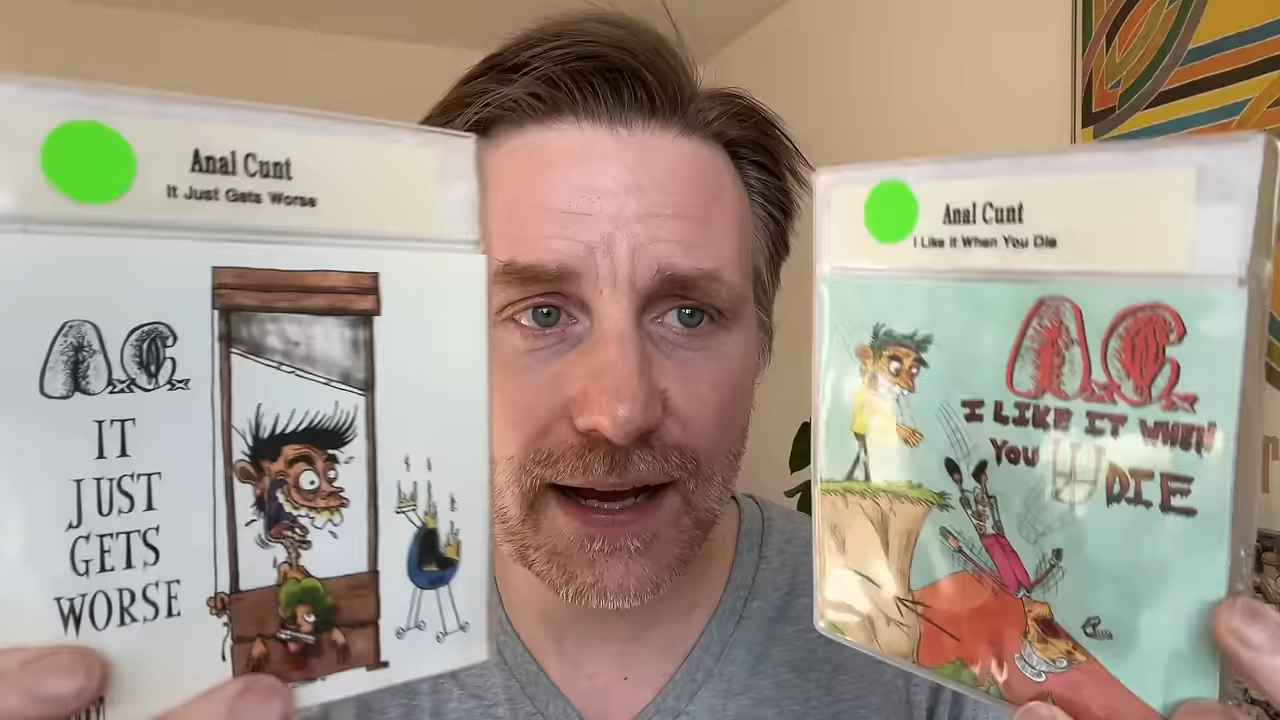 Anal Cunt
It Just Gets Worse
A.C.
IT
JUST
GETS
WORSE
Anal Cunt
I Like It When You Die
A.C.
I LIKE IT WHEN
YOU DIE